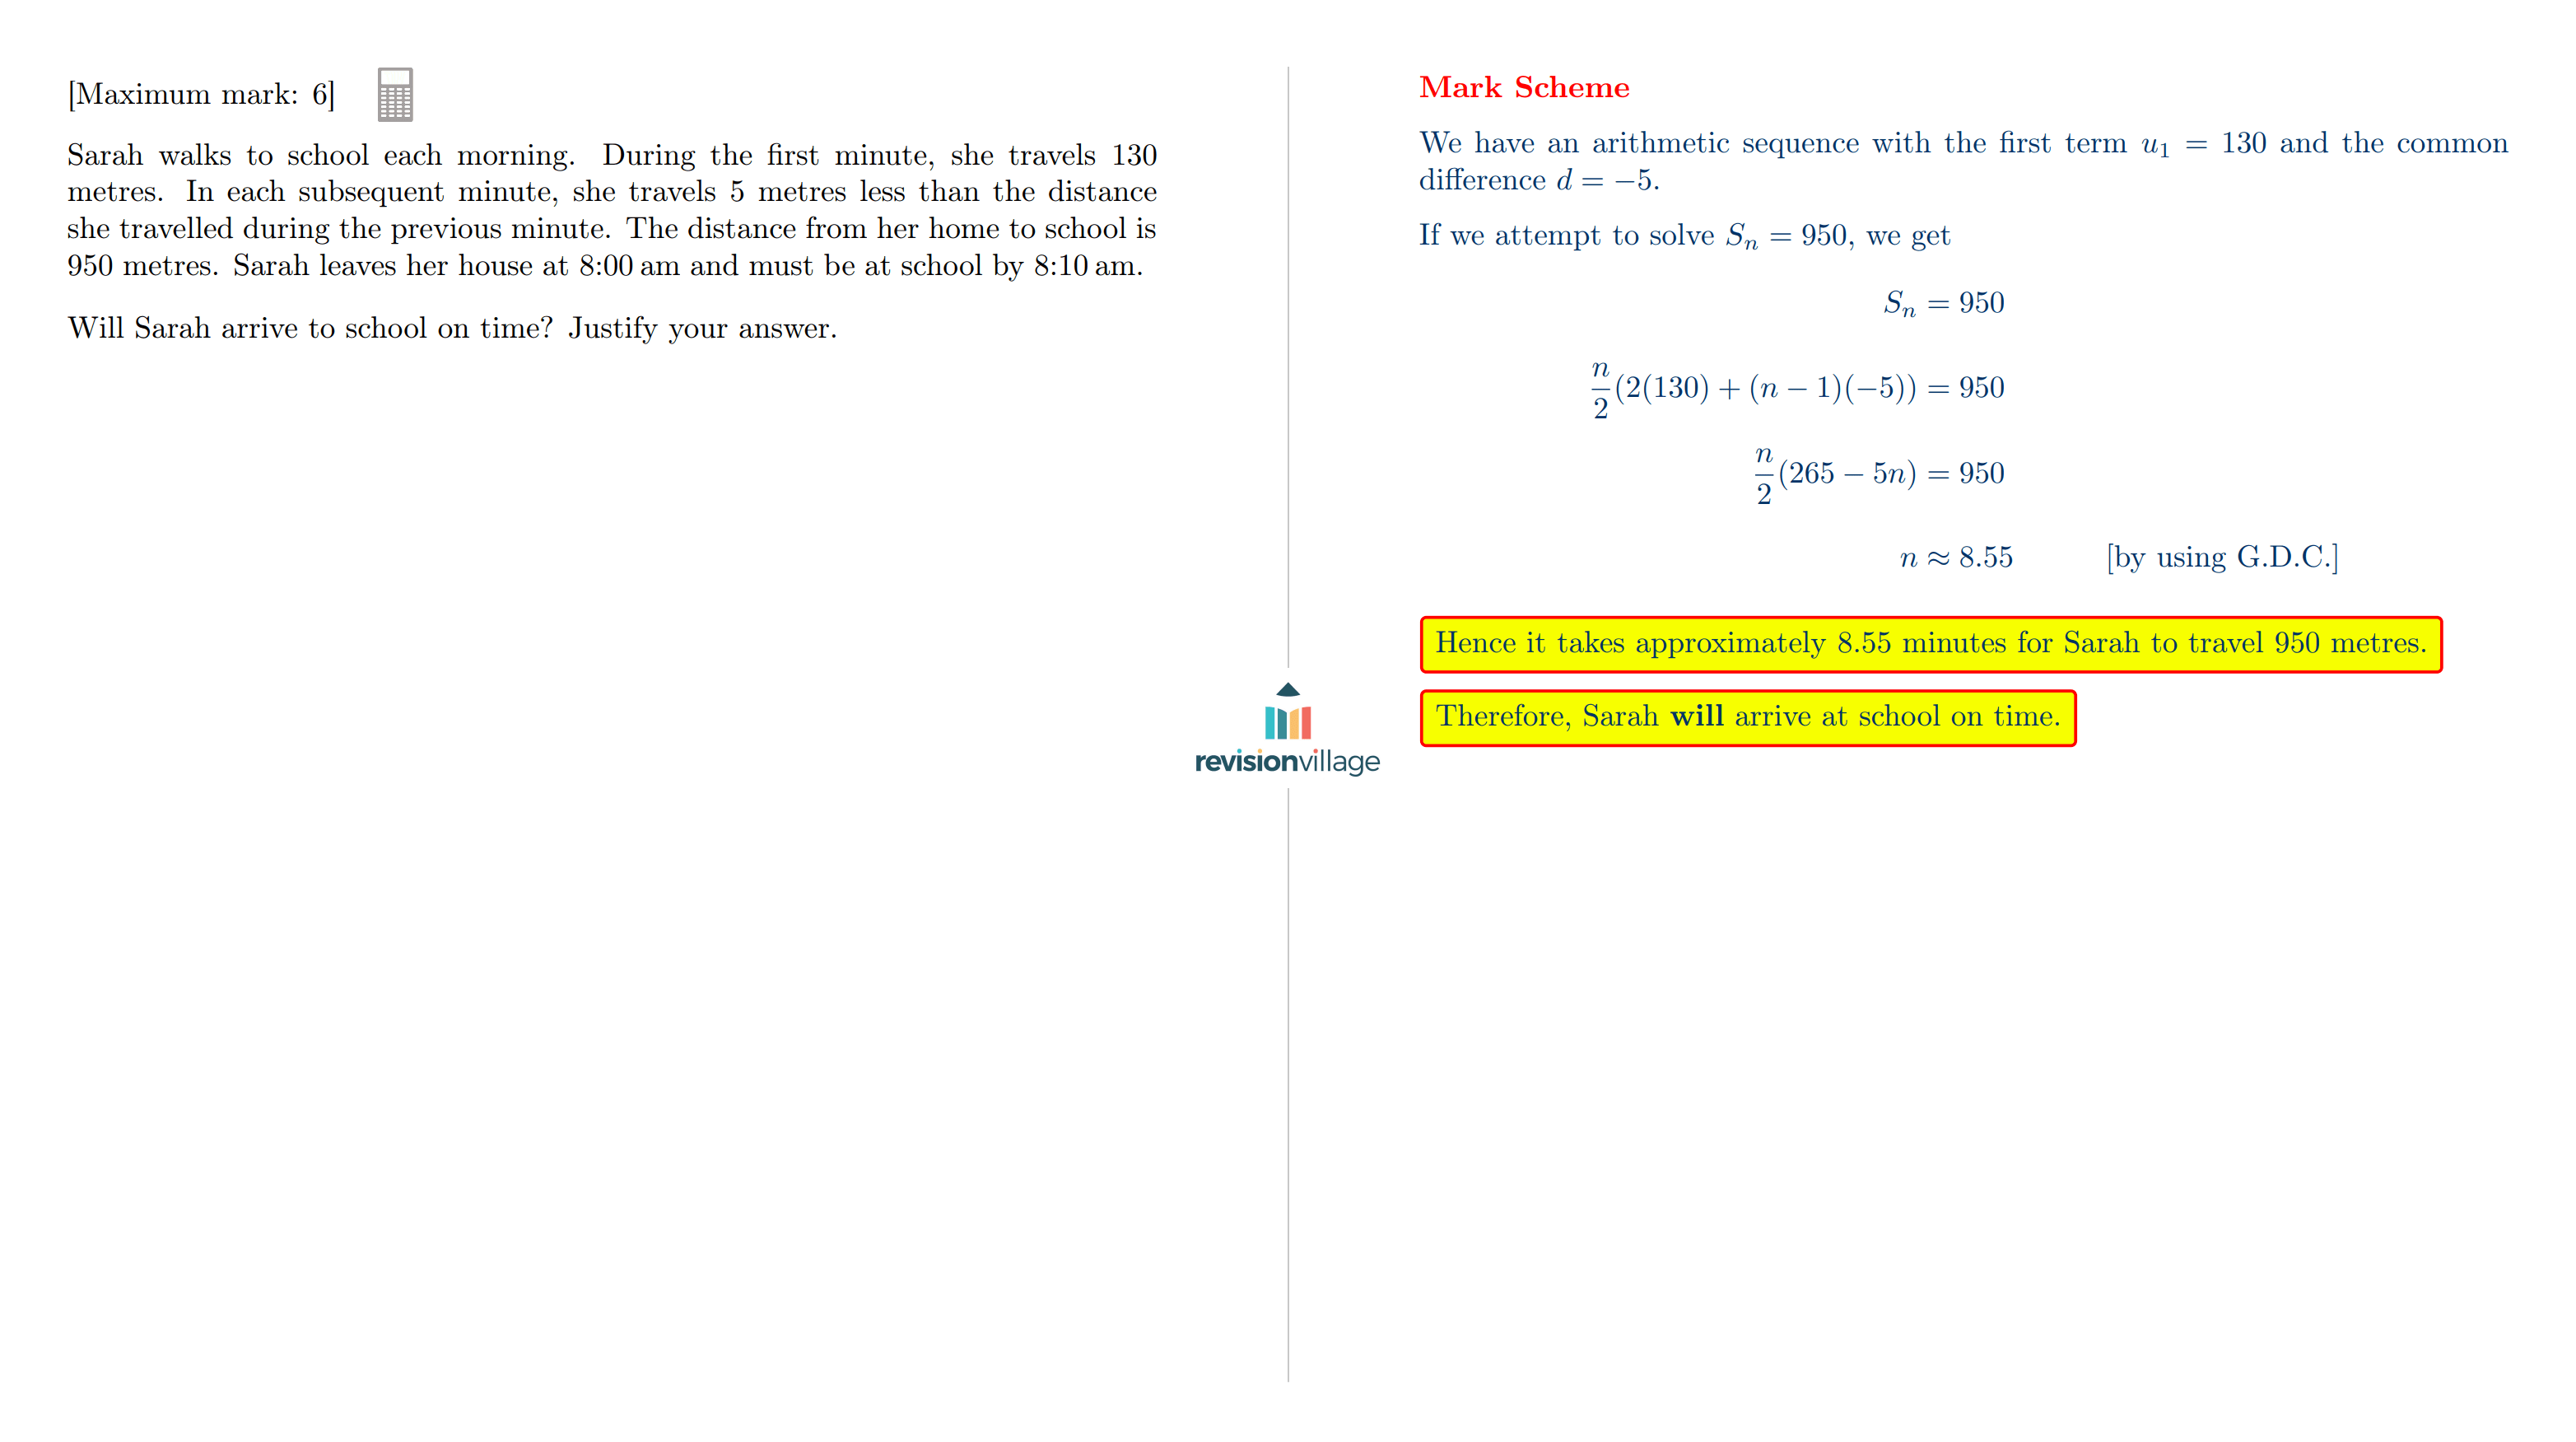 [Maximum mark: 6]
Sarah walks to school each morning. During the first minute, she travels 130
metres. In each subsequent minute, she travels 5 metres less than the distance
she travelled during the previous minute. The distance from her home to school is
950 metres. Sarah leaves her house at 8:00 am and must be at school by 8:10 am.
Will Sarah arrive to school on time? Justify your answer.
revisionvillage
Mark Scheme
We have an arithmetic sequence with the first term u₁ = 130 and the common
difference d = −5.
If we attempt to solve Sₙ = 950, we get
Sₙ = 950
n/2(2(130) + (n − 1)(−5)) = 950
n/2(265 − 5n) = 950
n ≈ 8.55 [by using G.D.C.]
Hence it takes approximately 8.55 minutes for Sarah to travel 950 metres.
Therefore, Sarah will arrive at school on time.